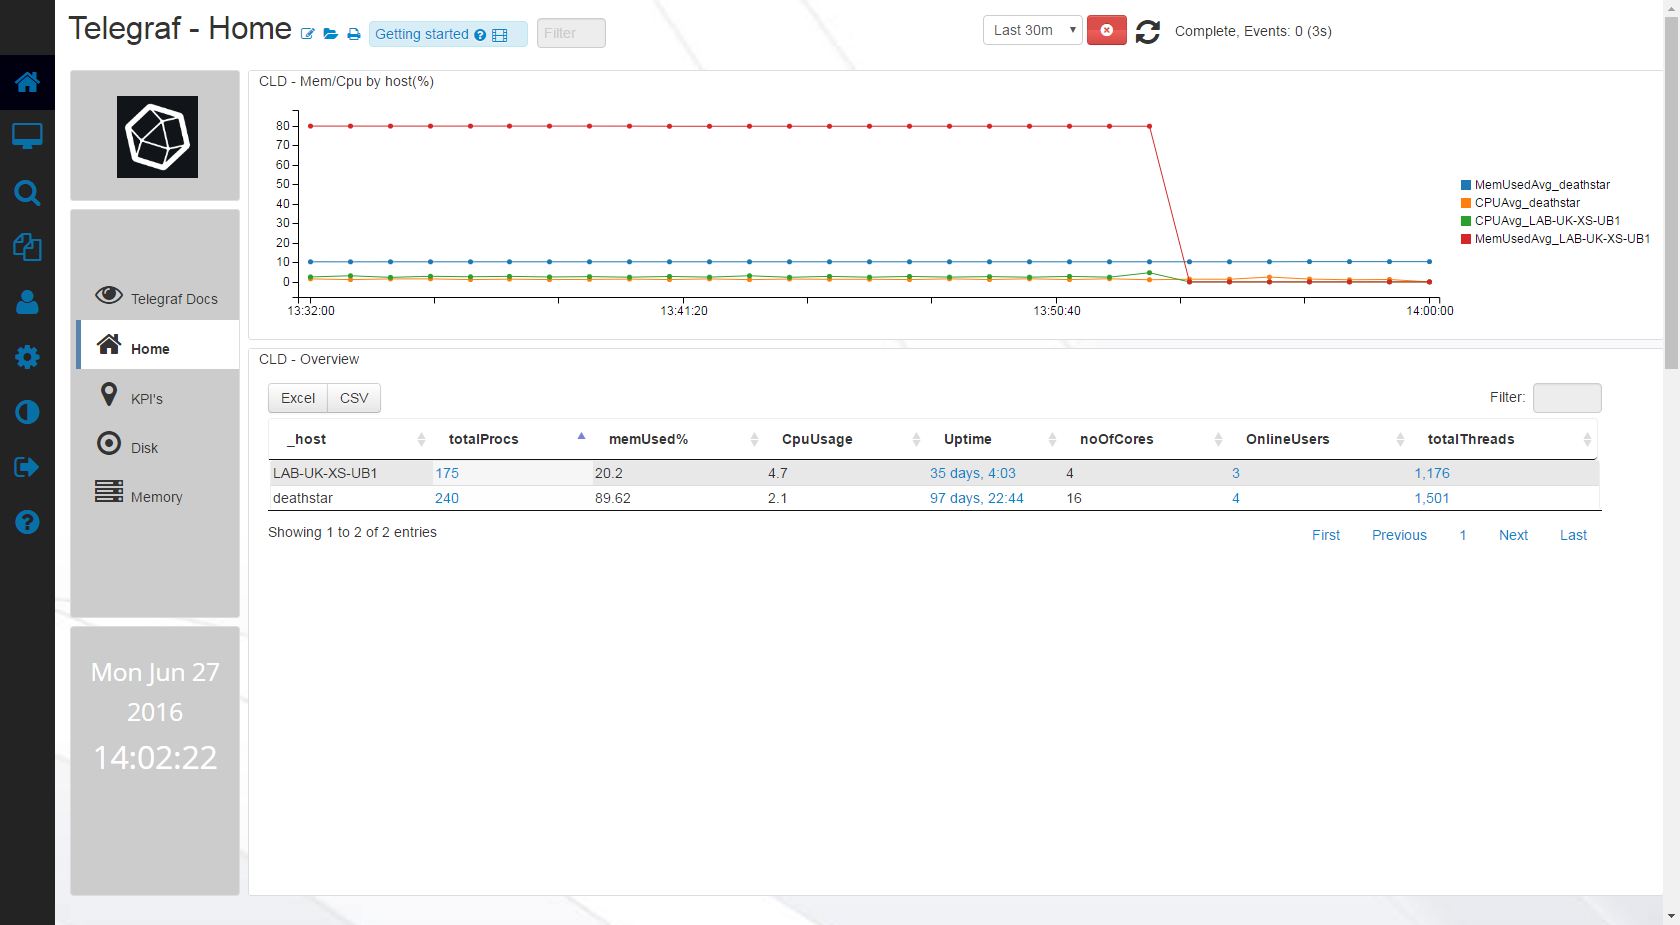 Telegraf - Home
Getting started
Filter
Last 30m
Complete, Events: 0 (3s)
Telegraf Docs
Home
KPI's
Disk
Memory
Mon Jun 27
2016
14:02:22
CLD - Mem/Cpu by host(%)
80
70
60
50
40
30
20
10
0
13:32:00 13:41:20 13:50:40 14:00:00
MemUsedAvg_deathstar
CPUAvg_deathstar
CPUAvg_LAB-UK-XS-UB1
MemUsedAvg_LAB-UK-XS-UB1
CLD - Overview
Excel CSV
Filter:
_host totalProcs memUsed% CpuUsage Uptime noOfCores OnlineUsers totalThreads
LAB-UK-XS-UB1 175 20.2 4.7 35 days, 4:03 4 3 1,176
deathstar 240 89.62 2.1 97 days, 22:44 16 4 1,501
Showing 1 to 2 of 2 entries
First Previous 1 Next Last